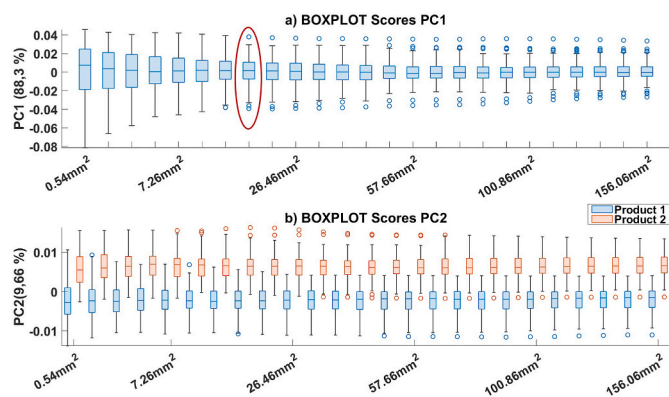 a) BOXPLOT Scores PC1
PC1 (88,3 %)
0.04
0.02
0
-0.02
-0.04
-0.06
-0.08
0.54mm²
7.26mm²
26.46mm²
57.66mm²
100.86mm²
156.06mm²
b) BOXPLOT Scores PC2
Product 1
Product 2
PC2(9,66 %)
0.01
0
-0.01
0.54mm²
7.26mm²
26.46mm²
57.66mm²
100.86mm²
156.06mm²